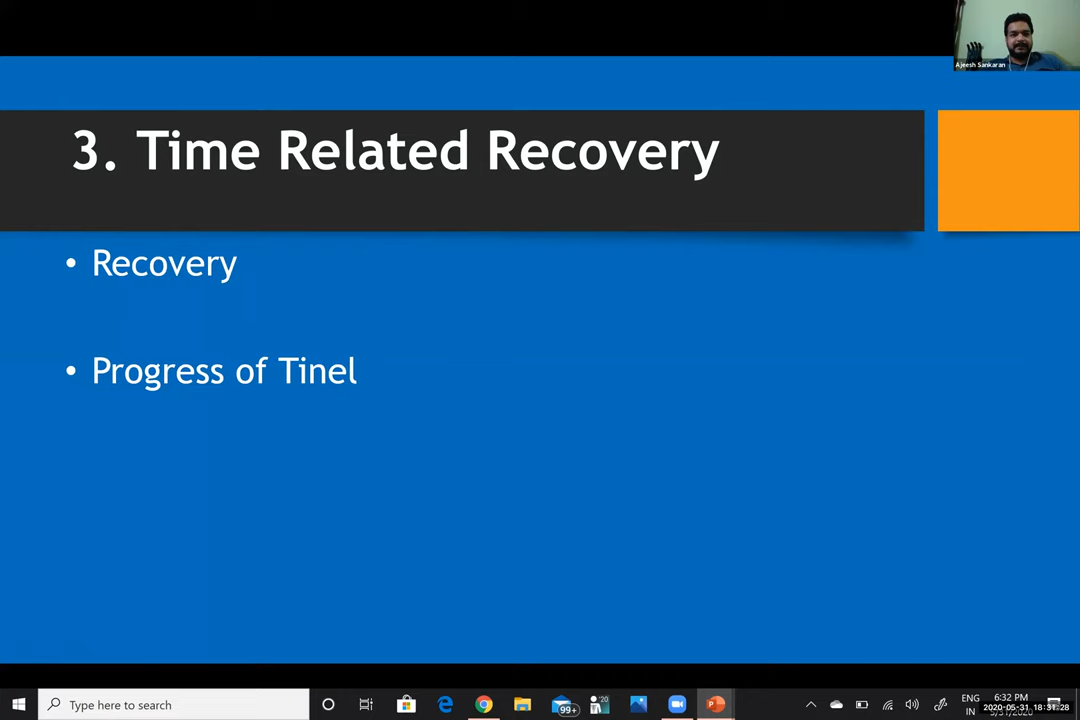 Ajeesh Sankaran
3. Time Related Recovery
• Recovery
• Progress of Tinel
Type here to search
99+
'20
ENG
IN
6:32 PM
2020-05-31 18:31:28